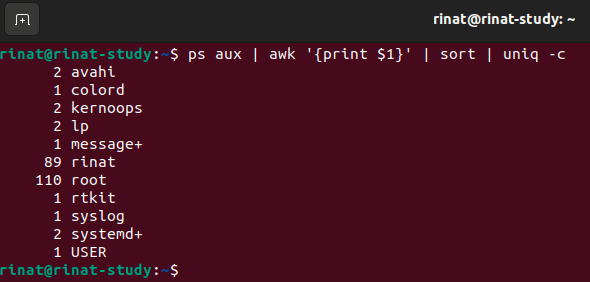 rinat@rinat-study: ~
rinat@rinat-study:~$ ps aux | awk '{print $1}' | sort | uniq -c
      2 avahi
      1 colord
      2 kernoops
      2 lp
      1 message+
     89 rinat
    110 root
      1 rtkit
      1 syslog
      2 systemd+
      1 USER
rinat@rinat-study:~$